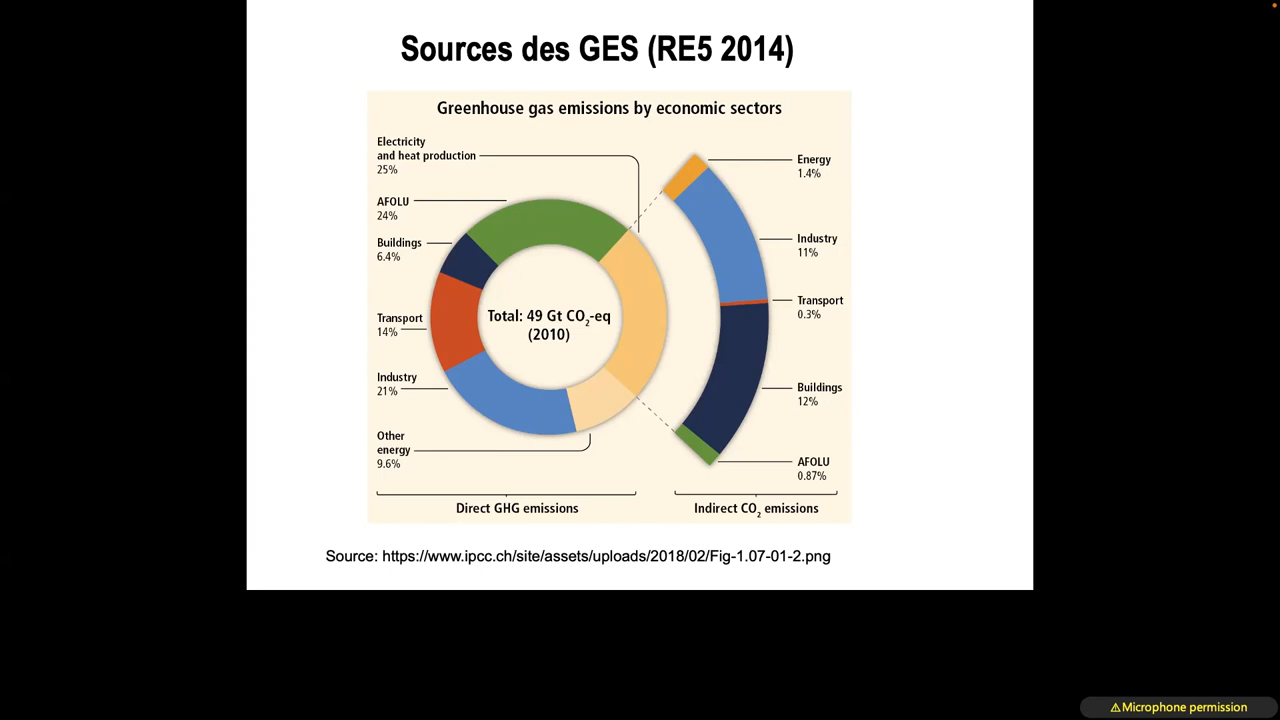 Sources des GES (RE5 2014)
Greenhouse gas emissions by economic sectors
Electricity
and heat production
25%
AFOLU
24%
Buildings
6.4%
Transport
14%
Industry
21%
Other
energy
9.6%
Total: 49 Gt CO₂-eq
(2010)
Energy
1.4%
Industry
11%
Transport
0.3%
Buildings
12%
AFOLU
0.87%
Direct GHG emissions
Indirect CO₂ emissions
Source: https://www.ipcc.ch/site/assets/uploads/2018/02/Fig-1.07-01-2.png
⚠Microphone permission